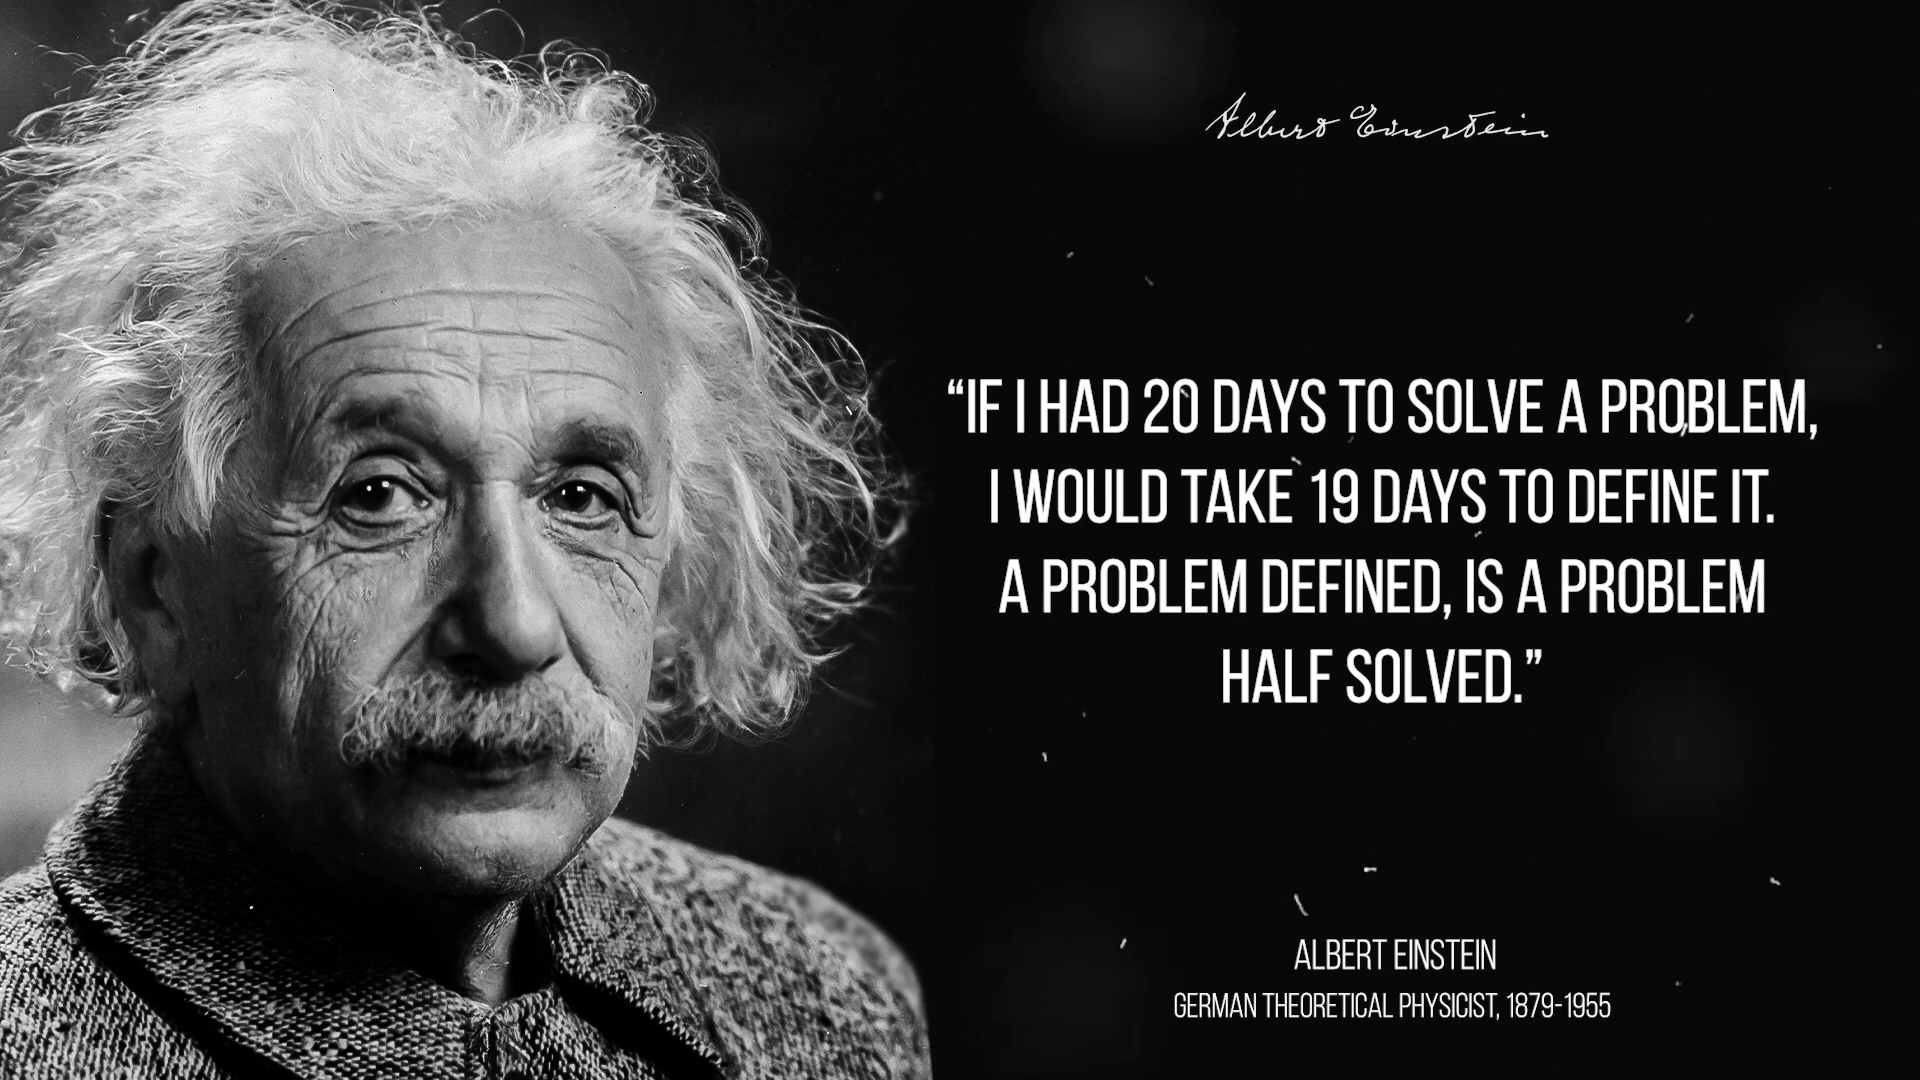 Albert Einstein
“IF I HAD 20 DAYS TO SOLVE A PROBLEM,
I WOULD TAKE 19 DAYS TO DEFINE IT.
A PROBLEM DEFINED, IS A PROBLEM
HALF SOLVED.”
ALBERT EINSTEIN
GERMAN THEORETICAL PHYSICIST, 1879-1955